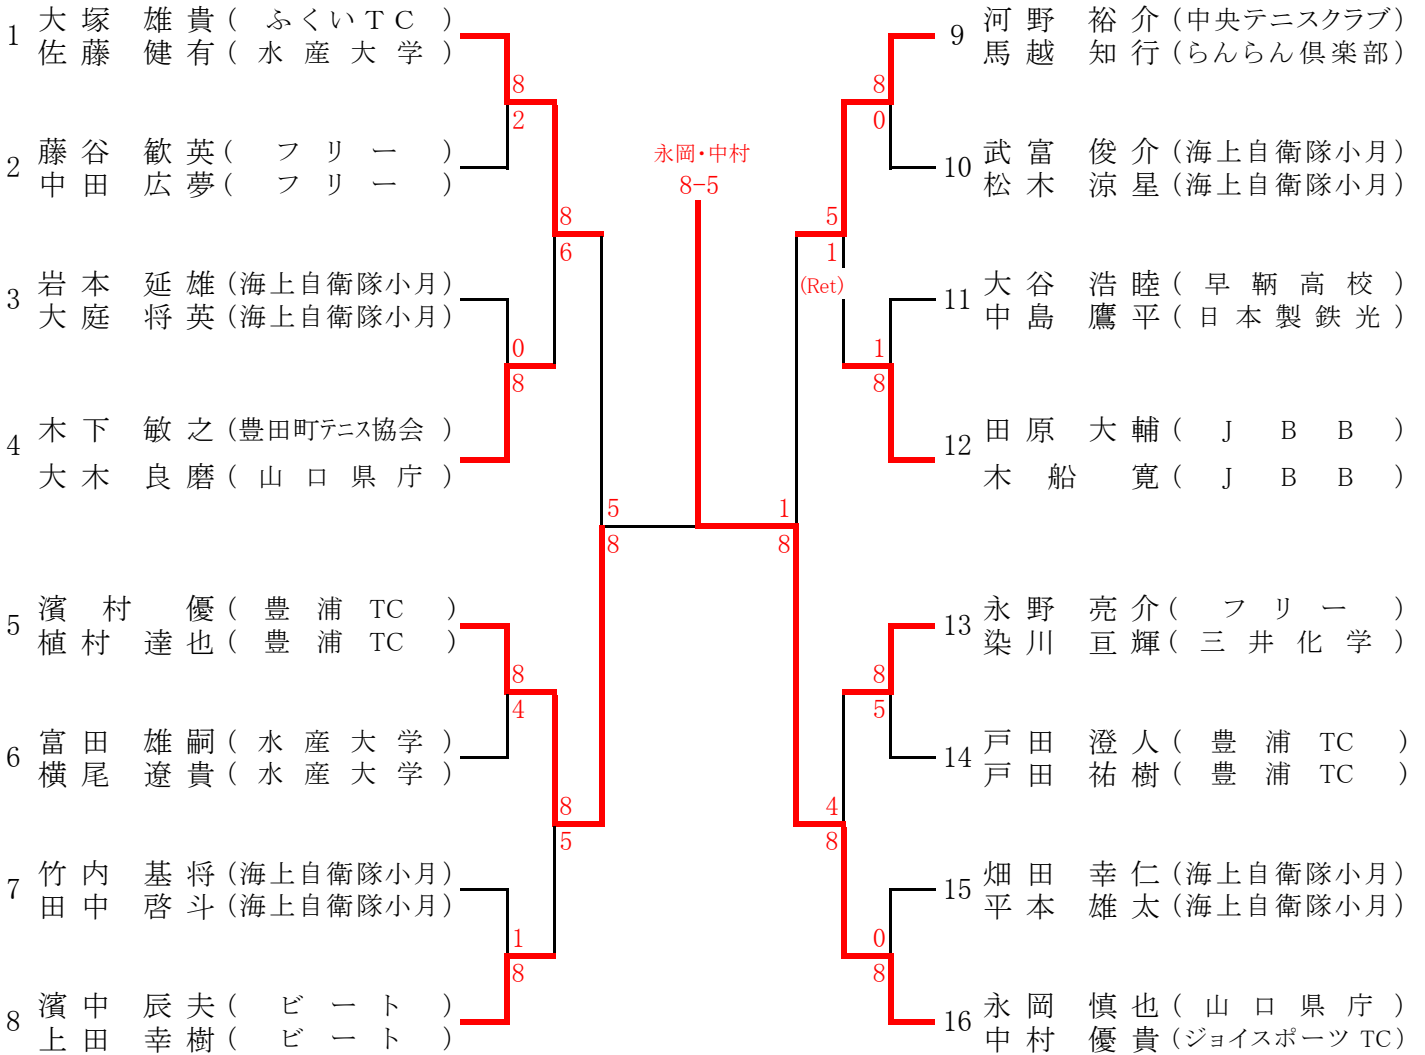 1 大塚 雄貴(ふくいTC)
佐藤 健有(水産大学)
8
2
2 藤谷 歓英(フリー)
中田 広夢(フリー)
8
6
3 岩本 延雄(海上自衛隊小月)
大庭 将英(海上自衛隊小月)
0
8
4 木下 敏之(豊田町テニス協会)
大木 良磨(山口県庁)
5
8
5 濱村 優(豊浦TC)
植村 達也(豊浦TC)
8
4
6 富田 雄嗣(水産大学)
横尾 遼貴(水産大学)
8
5
7 竹内 基将(海上自衛隊小月)
田中 啓斗(海上自衛隊小月)
1
8
8 濱中 辰夫(ビート)
上田 幸樹(ビート)
永岡・中村
8-5
9 河野 裕介(中央テニスクラブ)
馬越 知行(らんらん倶楽部)
8
0
10 武富 俊介(海上自衛隊小月)
松木 涼星(海上自衛隊小月)
5
1
(Ret)
11 大谷 浩睦(早鞆高校)
中島 鷹平(日本製鉄光)
1
8
12 田原 大輔(JBB)
木船 寛(JBB)
1
8
13 永野 亮介(フリー)
染川 亘輝(三井化学)
8
5
14 戸田 澄人(豊浦TC)
戸田 祐樹(豊浦TC)
4
8
15 畑田 幸仁(海上自衛隊小月)
平本 雄太(海上自衛隊小月)
0
8
16 永岡 慎也(山口県庁)
中村 優貴(ジョイスポーツ TC)